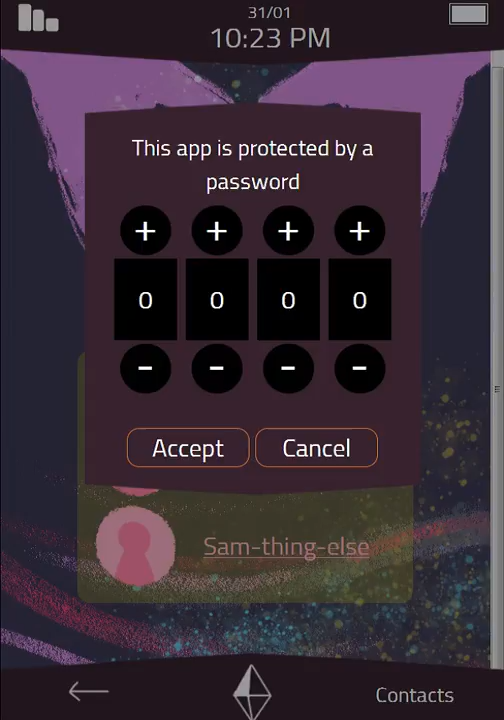 31/01
10:23 PM
This app is protected by a
password
+ + + +
0 0 0 0
- - - -
Accept Cancel
Sam-thing-else
Contacts